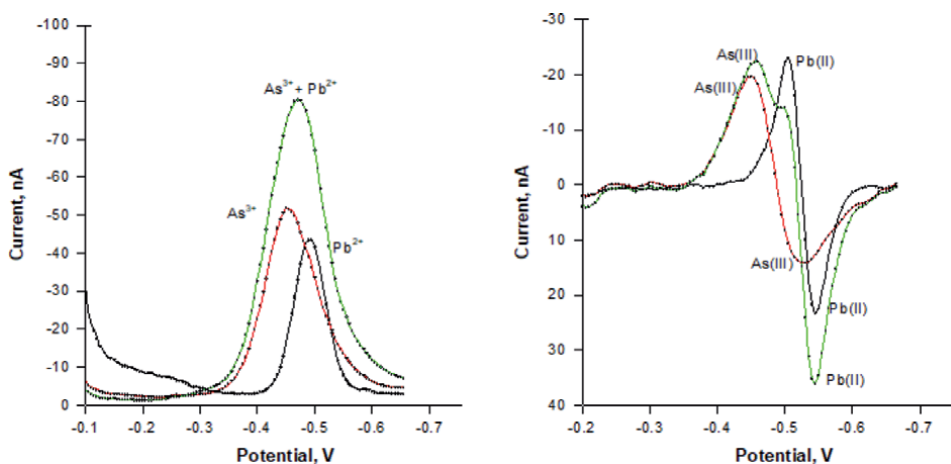 -100
-90
-80
-70
-60
-50
-40
-30
-20
-10
0
Current, nA
As³⁺ + Pb²⁺
As³⁺
Pb²⁺
-0.1 -0.2 -0.3 -0.4 -0.5 -0.6 -0.7
Potential, V
-30
-20
-10
0
10
20
30
40
Current, nA
As(III)
Pb(II)
As(III)
As(III)
Pb(II)
Pb(II)
-0.2 -0.3 -0.4 -0.5 -0.6 -0.7
Potential, V